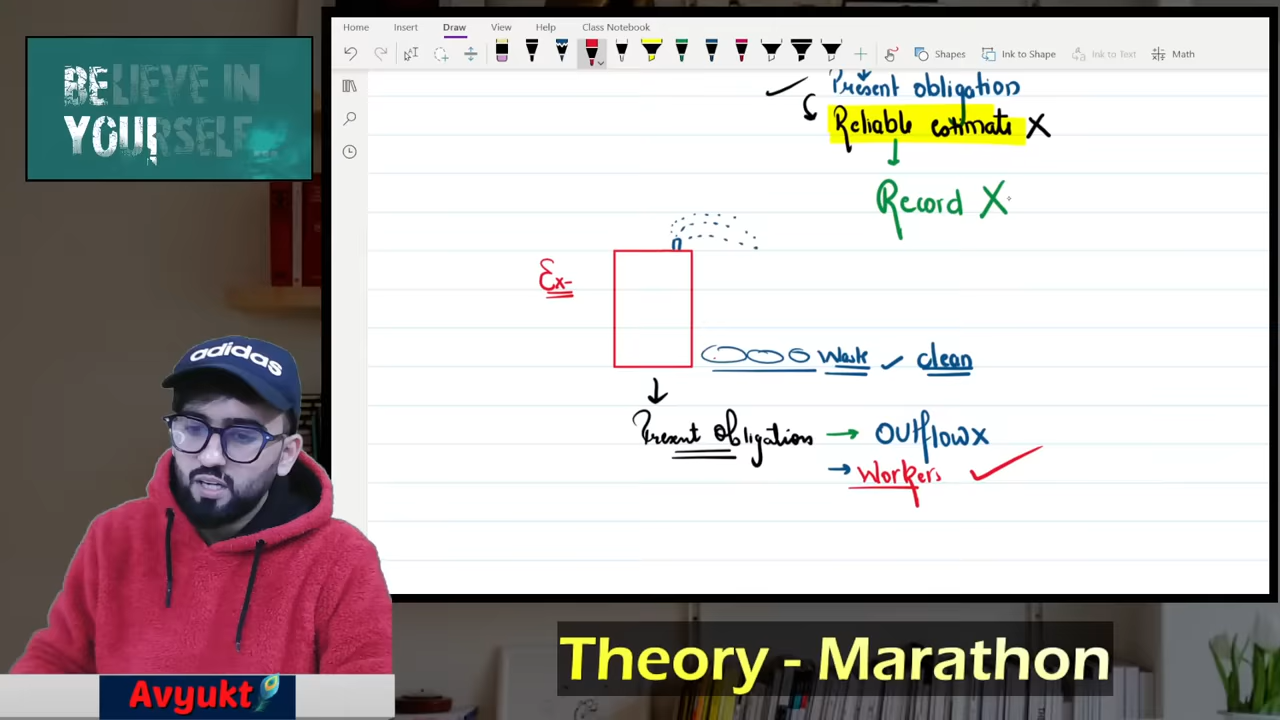 BELIEVE IN
YOURSELF...
Home Insert Draw View Help Class Notebook
Shapes Ink to Shape Ink to Text Math
Present obligation
Reliable estimate X
Record X
Ex-
Waste ✓ clean
Present Obligation → Outflow x
→ Workers ✓
adidas
Theory - Marathon
Avyukt